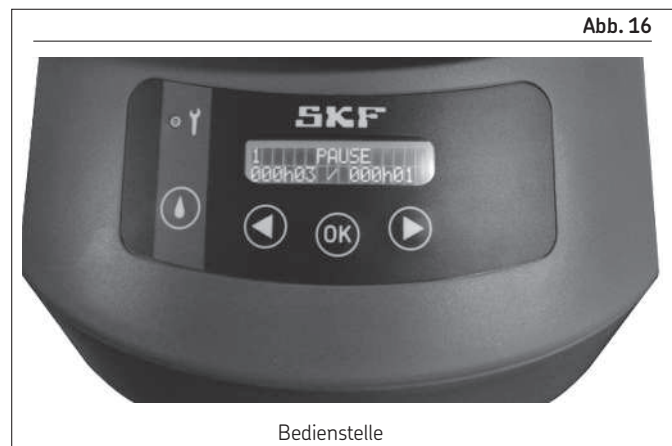 Abb. 16
SKF
1 PAUSE
000h03 / 000h01
OK
Bedienstelle